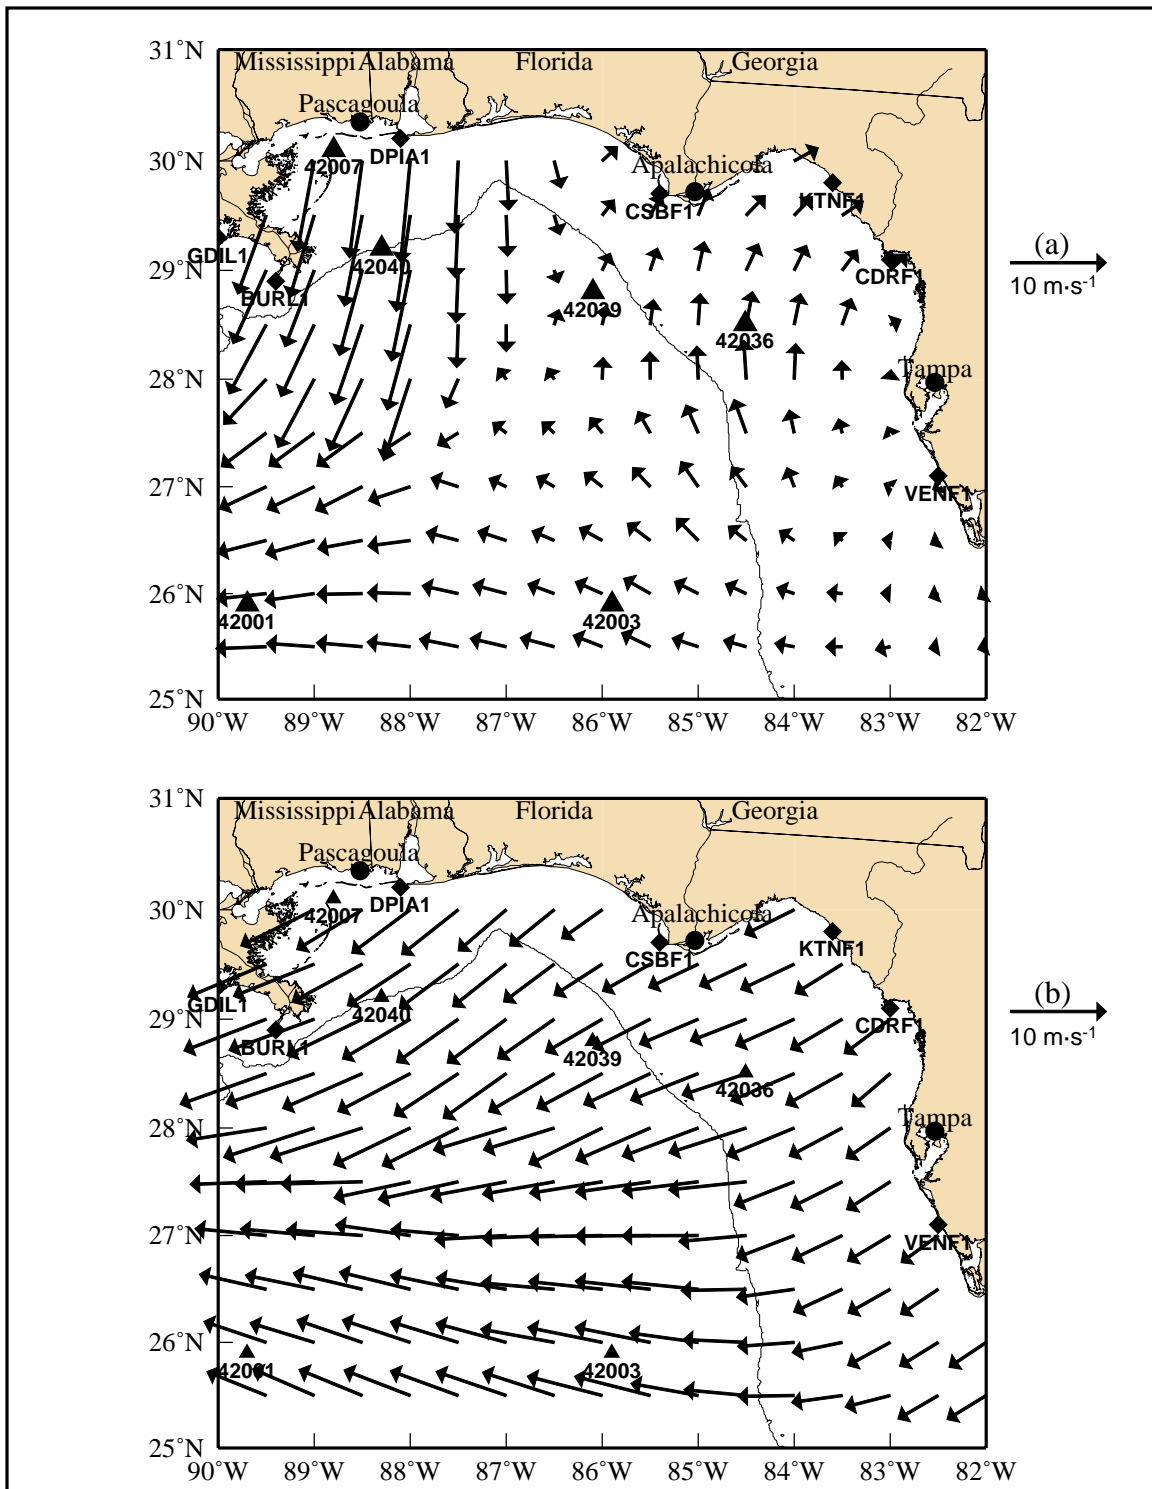 31°N
Mississippi Alabama Florida Georgia
Pascagoula
30°N
DPIA1
42007
Apalachicola
CSBF1
KTNF1
GDIL1
29°N
42040
CDRF1
BURL1
42039
42036
28°N
Tampa
27°N
VENF1
26°N
42001
42003
25°N
90°W 89°W 88°W 87°W 86°W 85°W 84°W 83°W 82°W
(a)
10 m·s-1
31°N
Mississippi Alabama Florida Georgia
Pascagoula
30°N
DPIA1
42007
Apalachicola
CSBF1
KTNF1
GDIL1
29°N
42040
CDRF1
BURL1
42039
42036
28°N
Tampa
27°N
VENF1
26°N
42001
42003
25°N
90°W 89°W 88°W 87°W 86°W 85°W 84°W 83°W 82°W
(b)
10 m·s-1